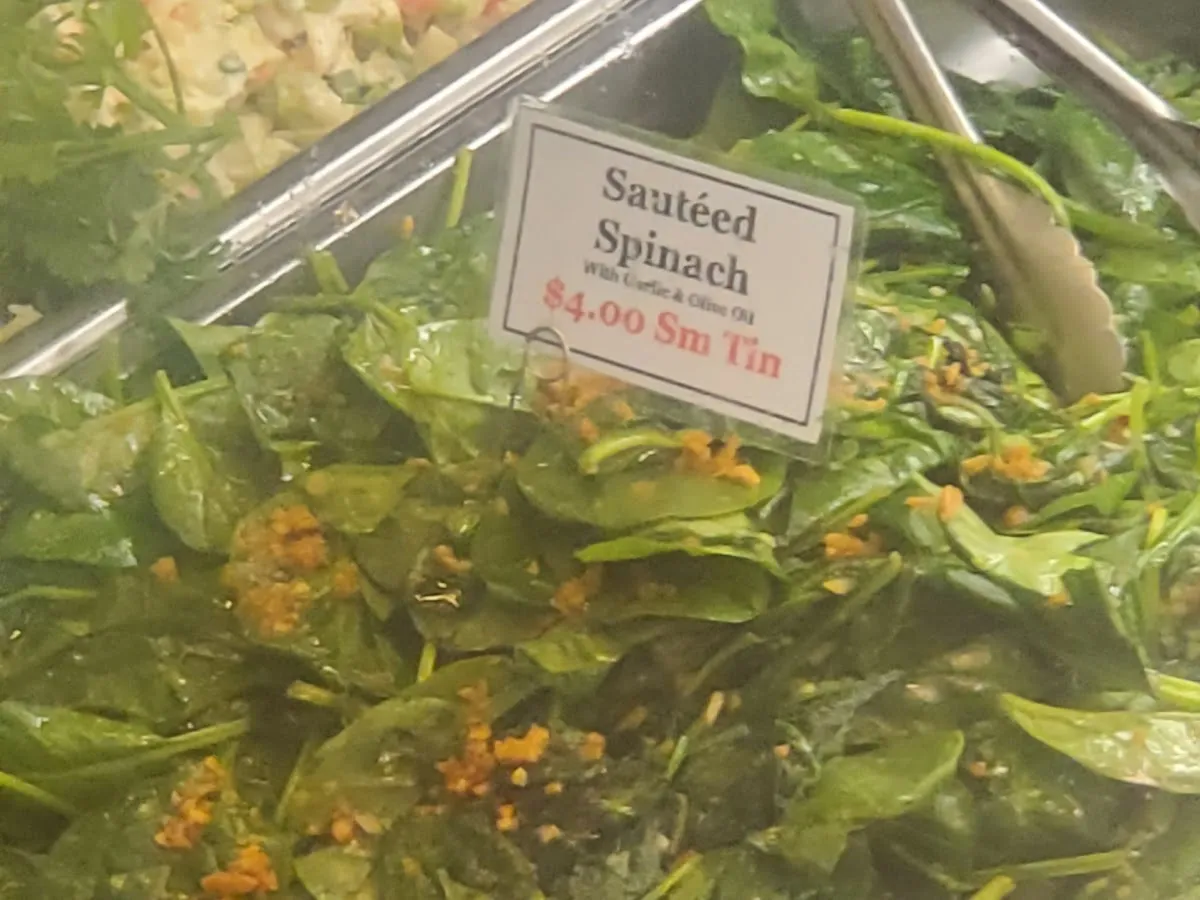 Sautéed
Spinach
With Garlic & Olive Oil
$4.00 Sm Tin